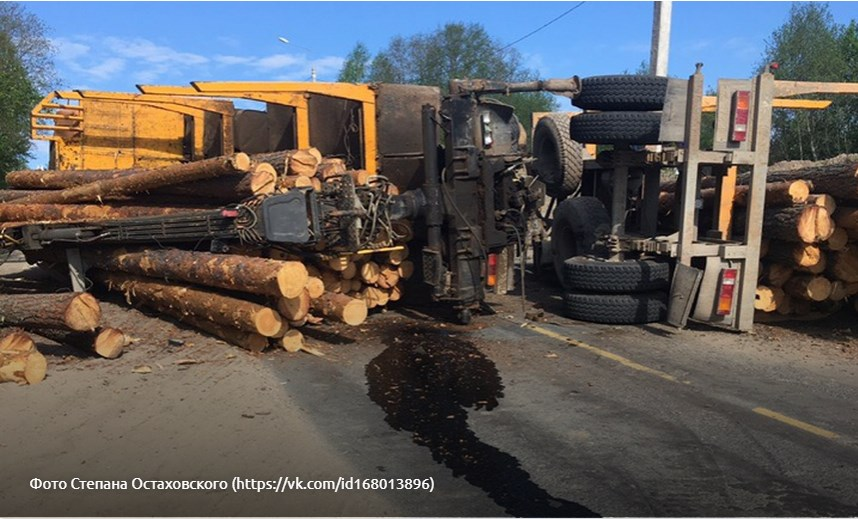 Фото Степана Остаховского (https://vk.com/id168013896)